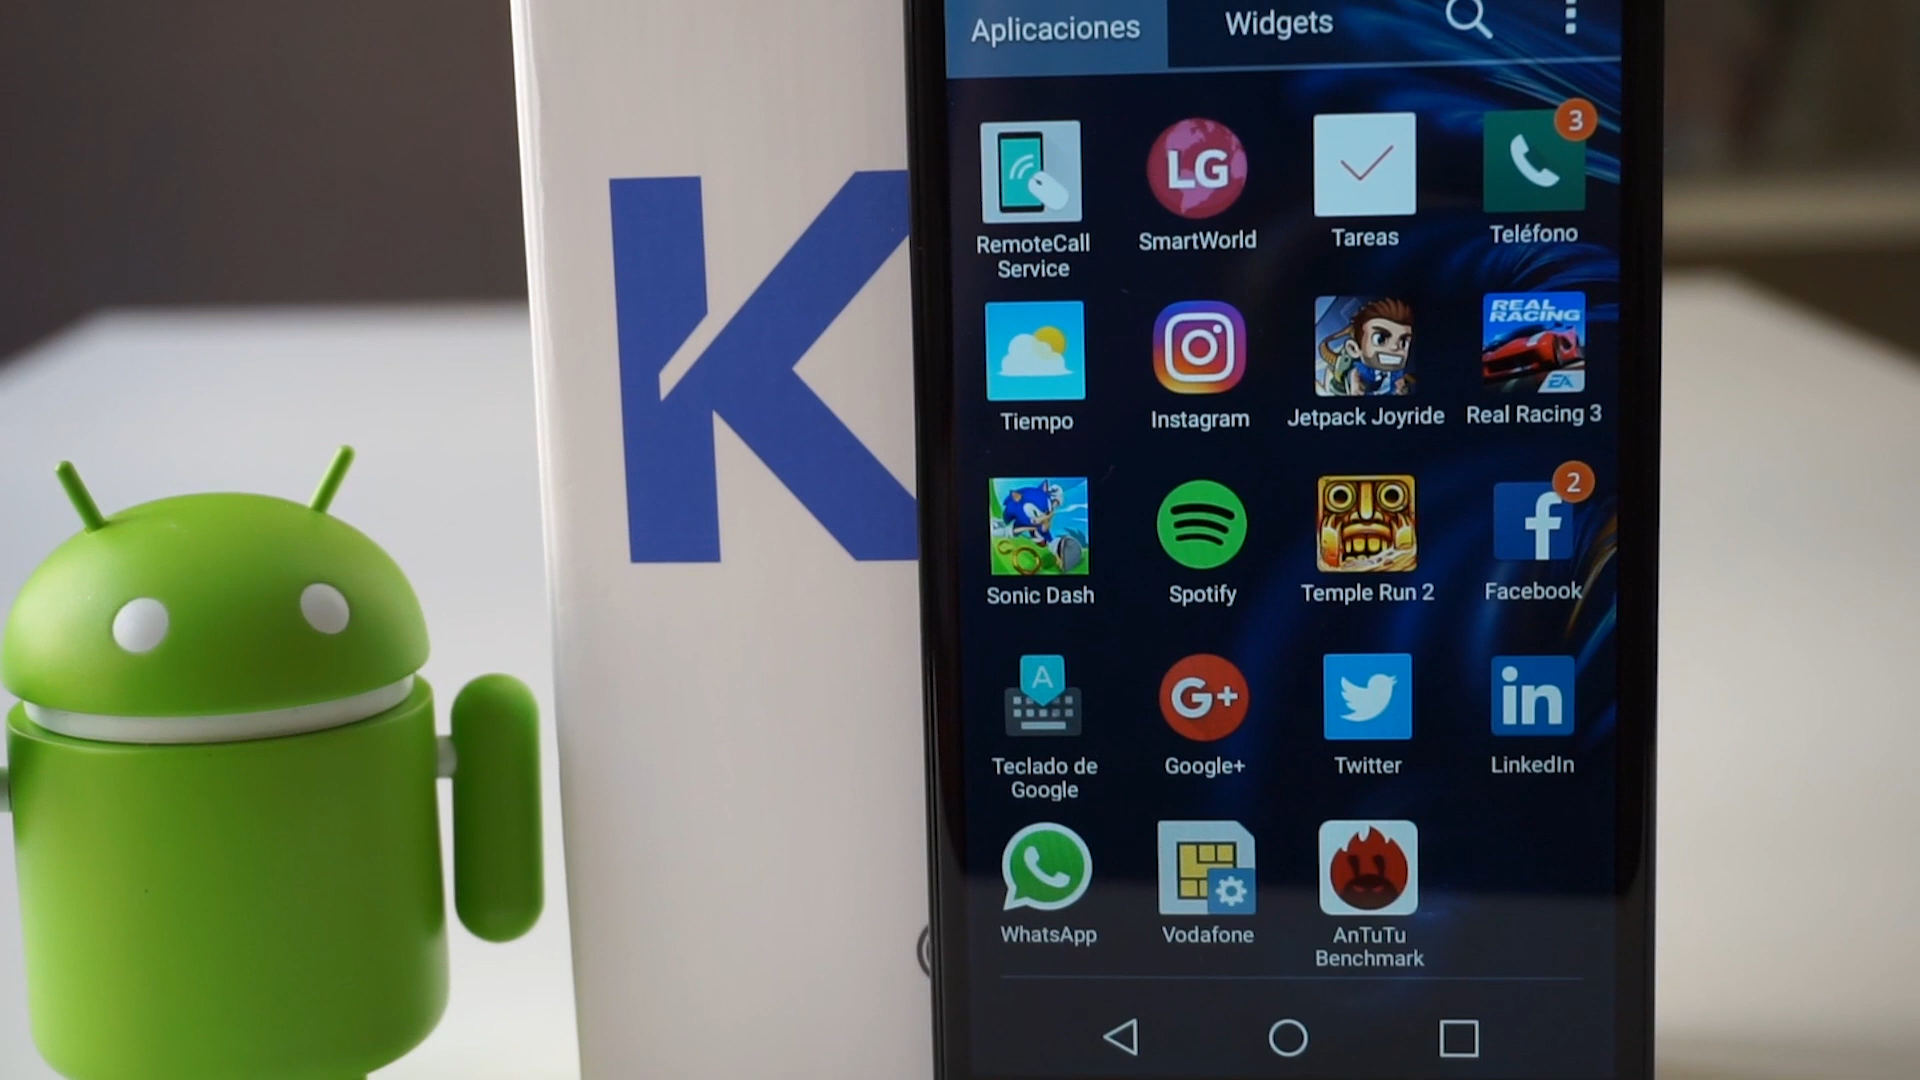 Aplicaciones
Widgets
3
LG
RemoteCall
Service
SmartWorld
Tareas
Teléfono
REAL
RACING
EA
Tiempo
Instagram
Jetpack Joyride
Real Racing 3
2
f
Sonic Dash
Spotify
Temple Run 2
Facebook
A
G+
in
Teclado de
Google
Google+
Twitter
LinkedIn
WhatsApp
Vodafone
AnTuTu
Benchmark
K